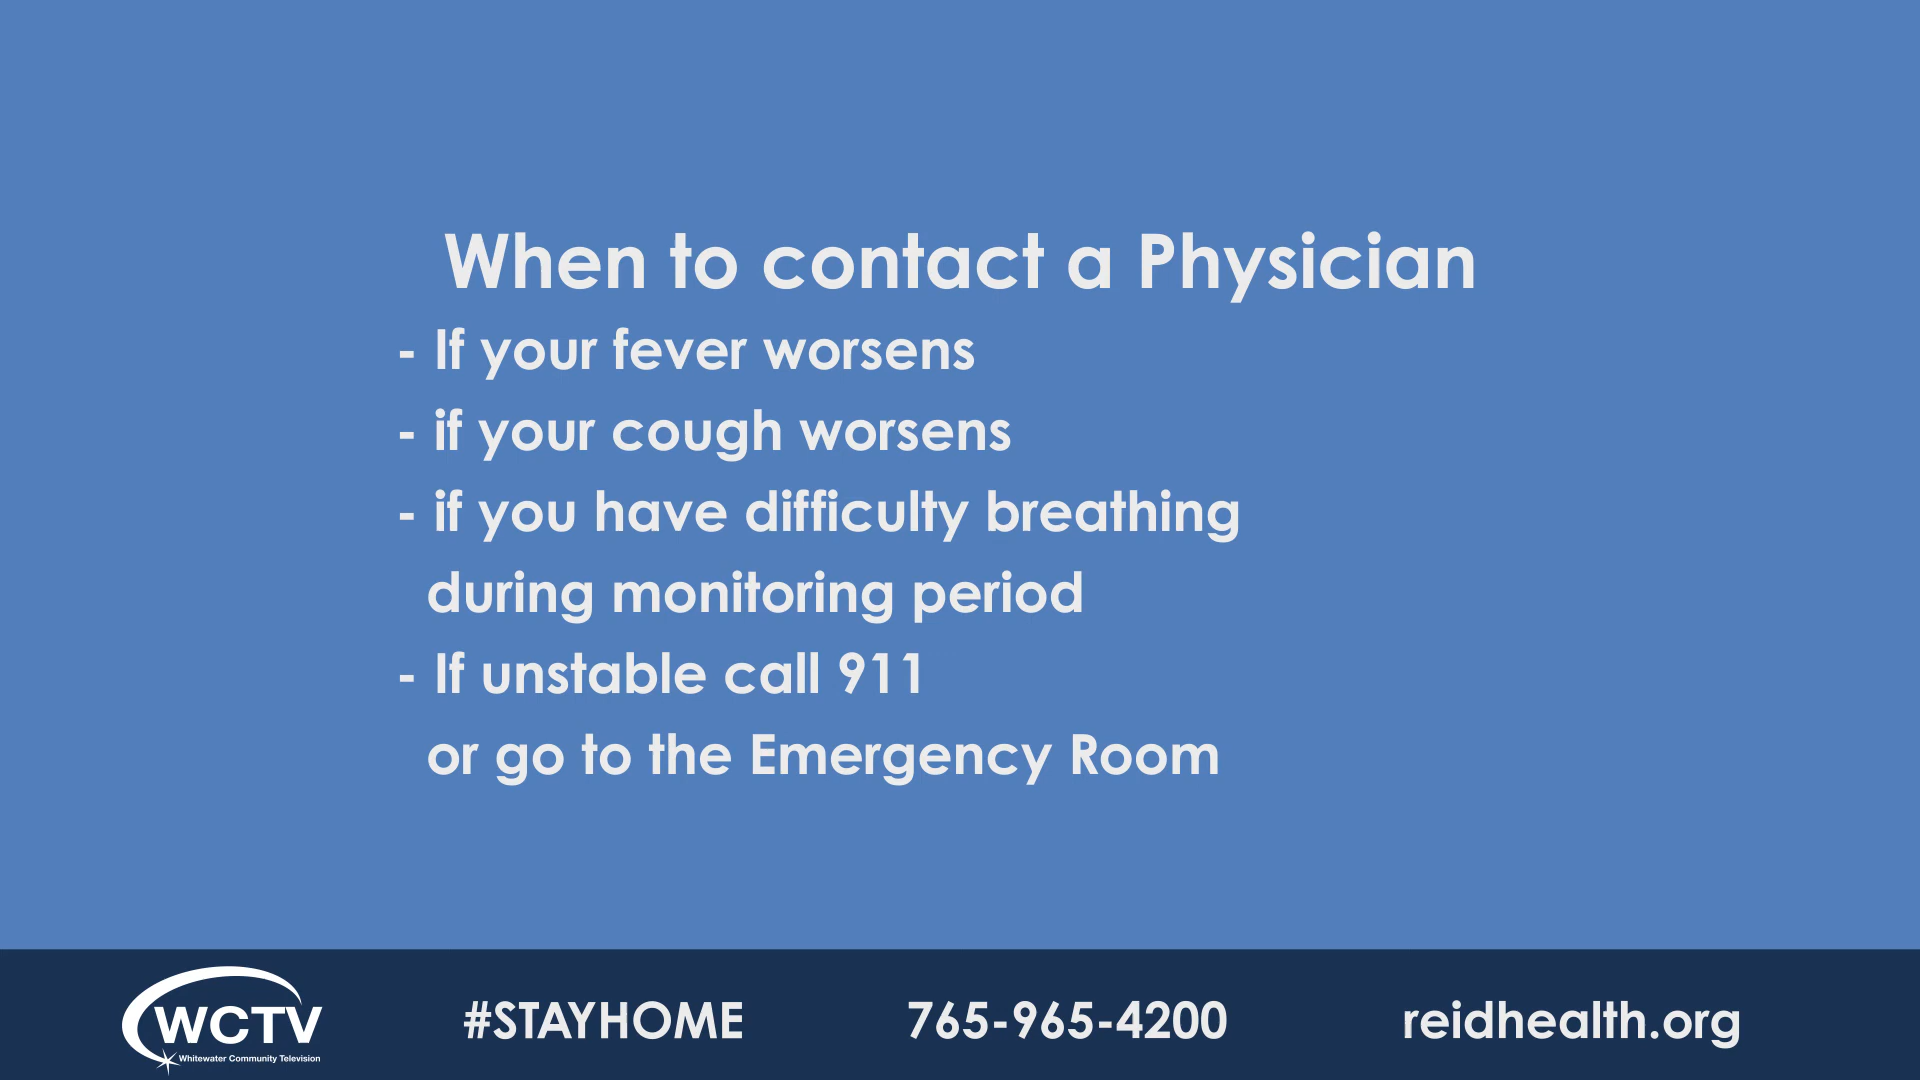 When to contact a Physician
- If your fever worsens
- if your cough worsens
- if you have difficulty breathing
during monitoring period
- If unstable call 911
or go to the Emergency Room
WCTV
Whitewater Community Television
#STAYHOME
765-965-4200
reidhealth.org